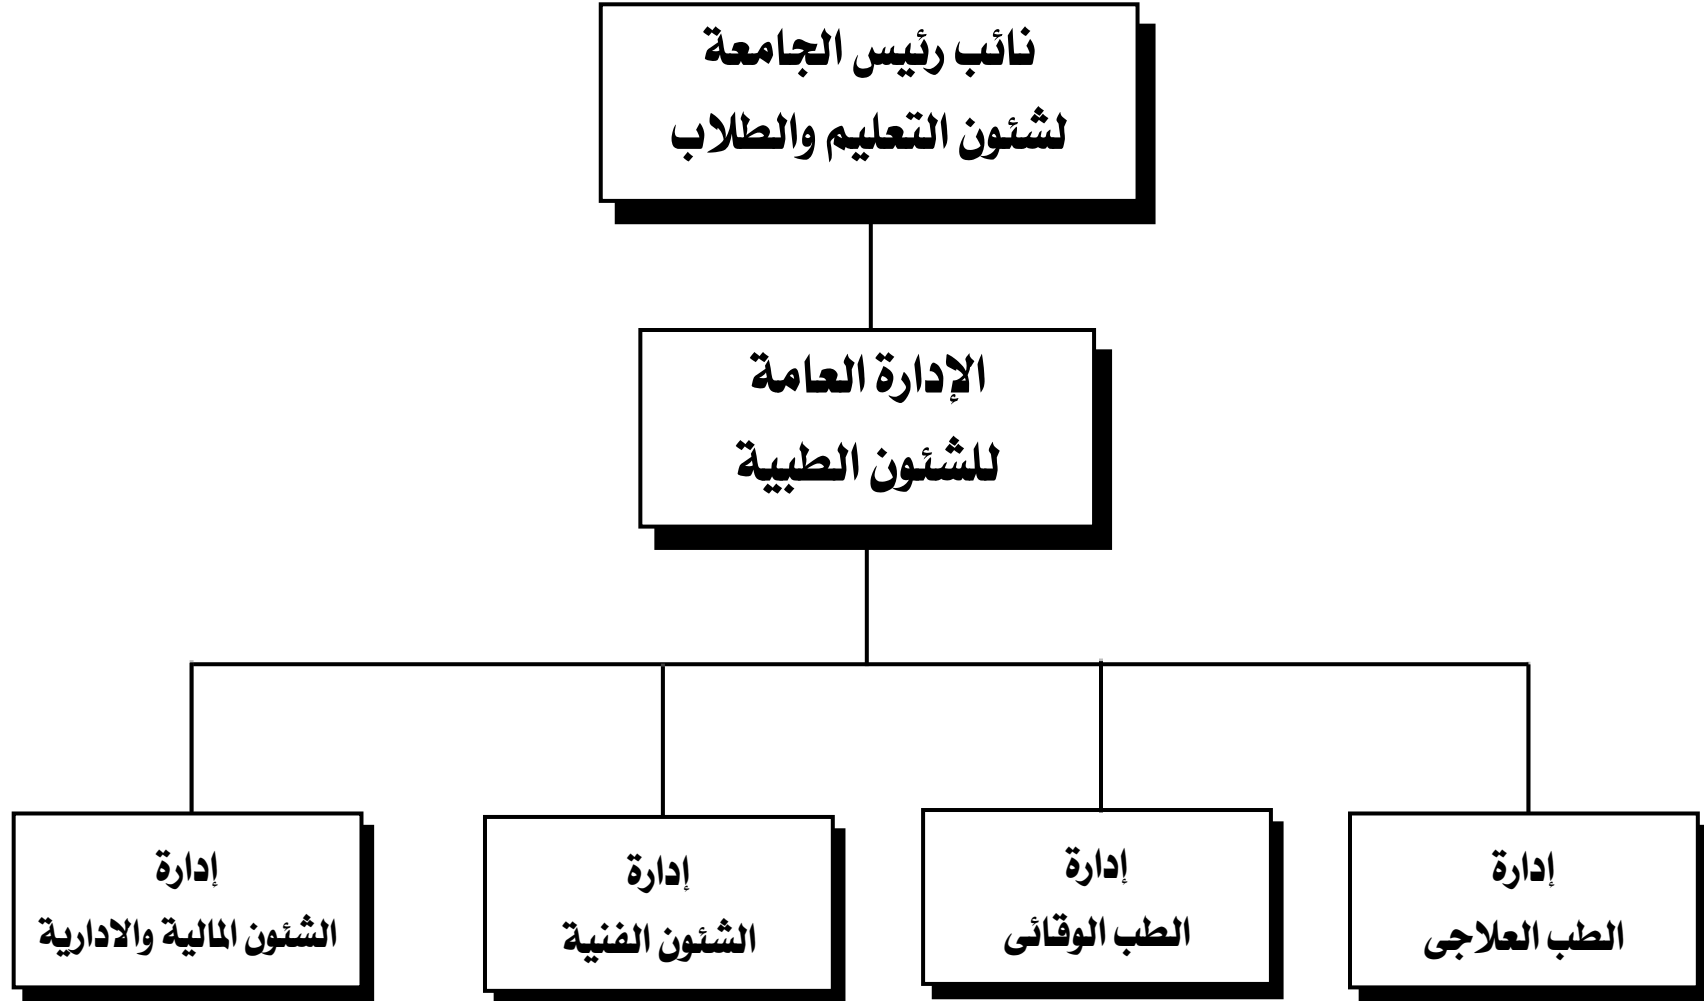 نائب رئيس الجامعة
لشئون التعليم والطلاب
الإدارة العامة
للشئون الطبية
إدارة
الطب العلاجى
إدارة
الطب الوقائى
إدارة
الشئون الفنية
إدارة
الشئون المالية والادارية